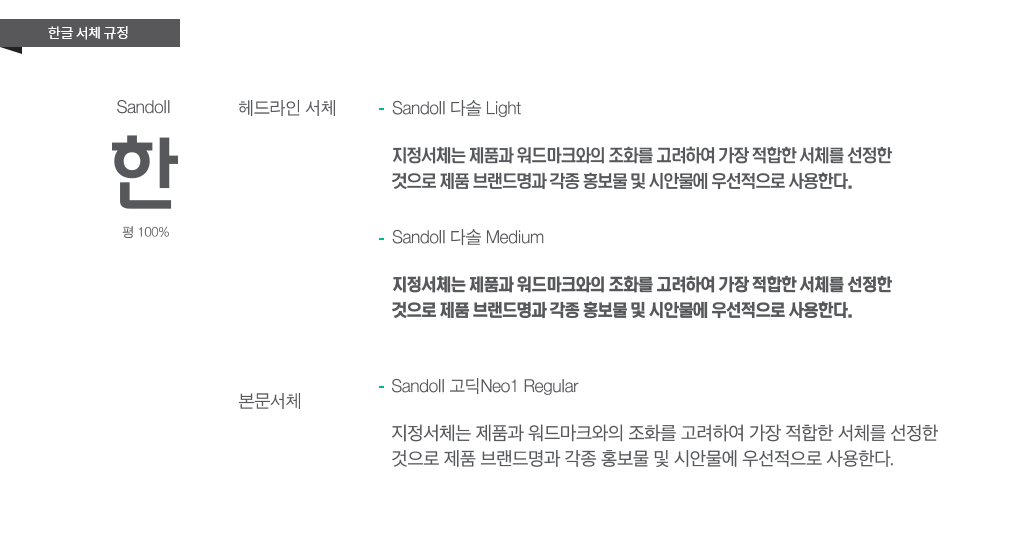 한글 서체 규정
Sandoll
한
평 100%
헤드라인 서체
- Sandoll 다솔 Light
지정서체는 제품과 워드마크와의 조화를 고려하여 가장 적합한 서체를 선정한
것으로 제품 브랜드명과 각종 홍보물 및 시안물에 우선적으로 사용한다.
- Sandoll 다솔 Medium
지정서체는 제품과 워드마크와의 조화를 고려하여 가장 적합한 서체를 선정한
것으로 제품 브랜드명과 각종 홍보물 및 시안물에 우선적으로 사용한다.
본문서체
- Sandoll 고딕Neo1 Regular
지정서체는 제품과 워드마크와의 조화를 고려하여 가장 적합한 서체를 선정한
것으로 제품 브랜드명과 각종 홍보물 및 시안물에 우선적으로 사용한다.